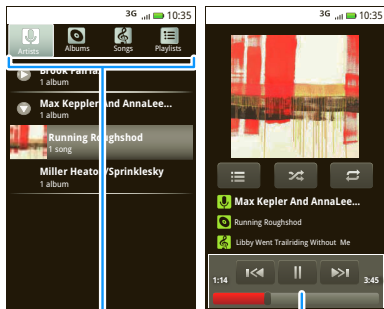 3G 10:35
Artists Albums Songs Playlists
Brook Fairfax
1 album
Max Keppler And AnnaLee...
1 album
Running Roughshod
1 song
Miller Heaton/Sprinklesky
1 album
3G 10:35
Max Kepler And AnnaLee...
Running Roughshod
Libby Went Trailriding Without Me
1:14 3:45